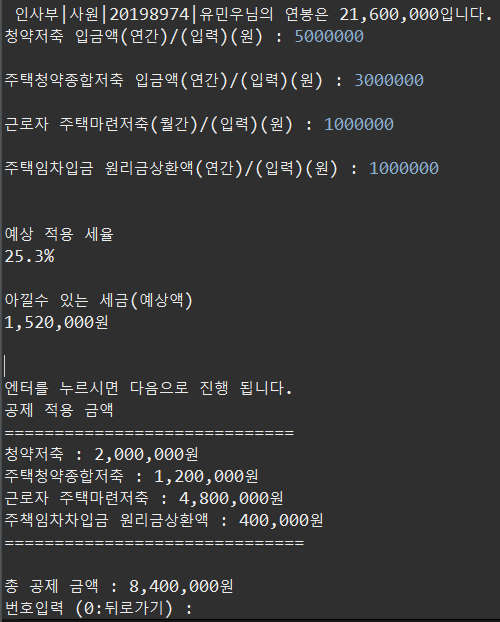 인사부|사원|20198974|유민우님의 연봉은 21,600,000입니다.
청약저축 입금액(연간)/(입력)(원) : 5000000
주택청약종합저축 입금액(연간)/(입력)(원) : 3000000
근로자 주택마련저축(월간)/(입력)(원) : 1000000
주택임차입금 원리금상환액(연간)/(입력)(원) : 1000000
예상 적용 세율
25.3%
아낄수 있는 세금(예상액)
1,520,000원
엔터를 누르시면 다음으로 진행 됩니다.
공제 적용 금액
=============================
청약저축 : 2,000,000원
주택청약종합저축 : 1,200,000원
근로자 주택마련저축 : 4,800,000원
주책임차차입금 원리금상환액 : 400,000원
==============================
총 공제 금액 : 8,400,000원
번호입력 (0:뒤로가기) :